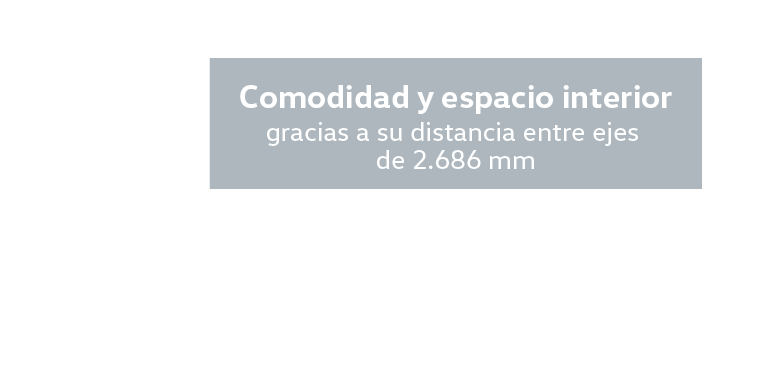 Comodidad y espacio interior
gracias a su distancia entre ejes
de 2.686 mm